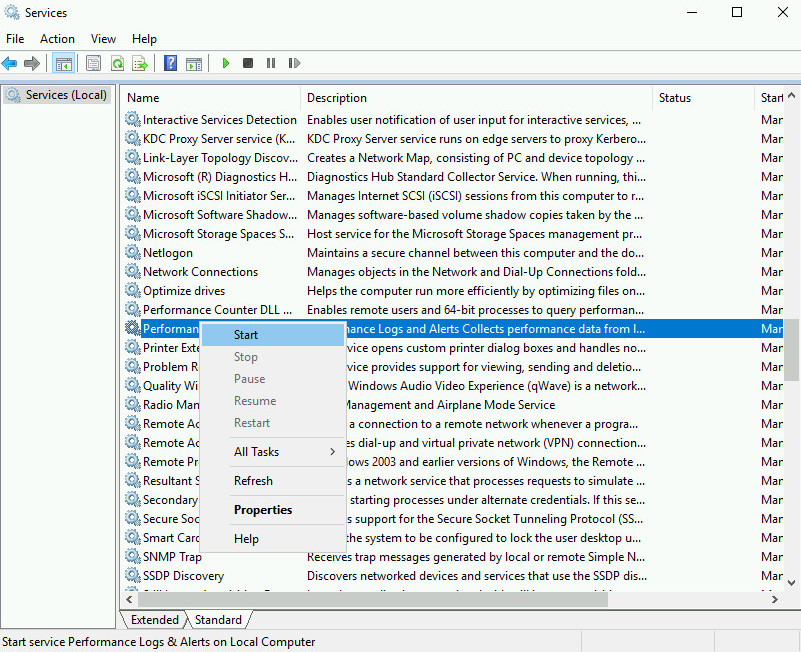 Services
File Action View Help
Services (Local)
Name Description Status Star
Interactive Services Detection Enables user notification of user input for interactive services, ... Mar
KDC Proxy Server service (K... KDC Proxy Server service runs on edge servers to proxy Kerbero... Mar
Link-Layer Topology Discov... Creates a Network Map, consisting of PC and device topology ... Mar
Microsoft (R) Diagnostics H... Diagnostics Hub Standard Collector Service. When running, thi... Mar
Microsoft iSCSI Initiator Ser... Manages Internet SCSI (iSCSI) sessions from this computer to r... Mar
Microsoft Software Shadow... Manages software-based volume shadow copies taken by the ... Mar
Microsoft Storage Spaces S... Host service for the Microsoft Storage Spaces management pr... Mar
Netlogon Maintains a secure channel between this computer and the do... Mar
Network Connections Manages objects in the Network and Dial-Up Connections fold... Mar
Optimize drives Helps the computer run more efficiently by optimizing files on... Mar
Performance Counter DLL ... Enables remote users and 64-bit processes to query performan... Mar
Performan ance Logs and Alerts Collects performance data from l... Mar
Printer Exte service opens custom printer dialog boxes and handles no... Mar
Problem R vice provides support for viewing, sending and deletio... Mar
Quality Wi Windows Audio Video Experience (qWave) is a network... Mar
Radio Man Management and Airplane Mode Service Mar
Remote Ac a connection to a remote network whenever a progra... Mar
Remote Ac es dial-up and virtual private network (VPN) connection... Mar
Remote Pr ows 2003 and earlier versions of Windows, the Remote ... Mar
Resultant S s a network service that processes requests to simulate ... Mar
Secondary starting processes under alternate credentials. If this se... Mar
Secure Soc s support for the Secure Socket Tunneling Protocol (SS... Mar
Smart Card the system to be configured to lock the user desktop u... Mar
SNMP Trap Receives trap messages generated by local or remote Simple N... Mar
SSDP Discovery Discovers networked devices and services that use the SSDP dis... Mar
Start
Stop
Pause
Resume
Restart
All Tasks
Refresh
Properties
Help
Extended Standard
Start service Performance Logs & Alerts on Local Computer